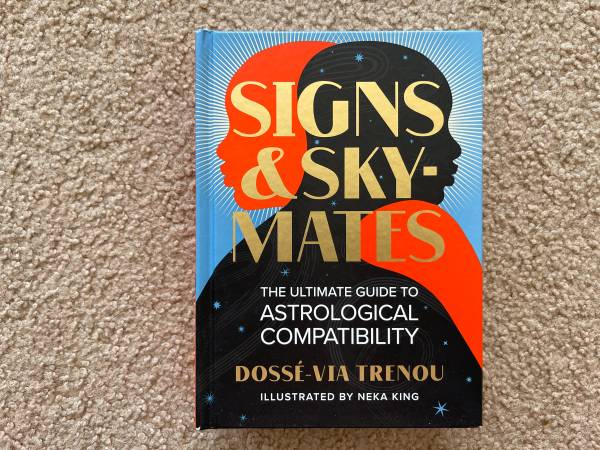 SIGNS
& SKY-
MATES
THE ULTIMATE GUIDE TO
ASTROLOGICAL
COMPATIBILITY
DOSSÉ-VIA TRENOU
ILLUSTRATED BY NEKA KING